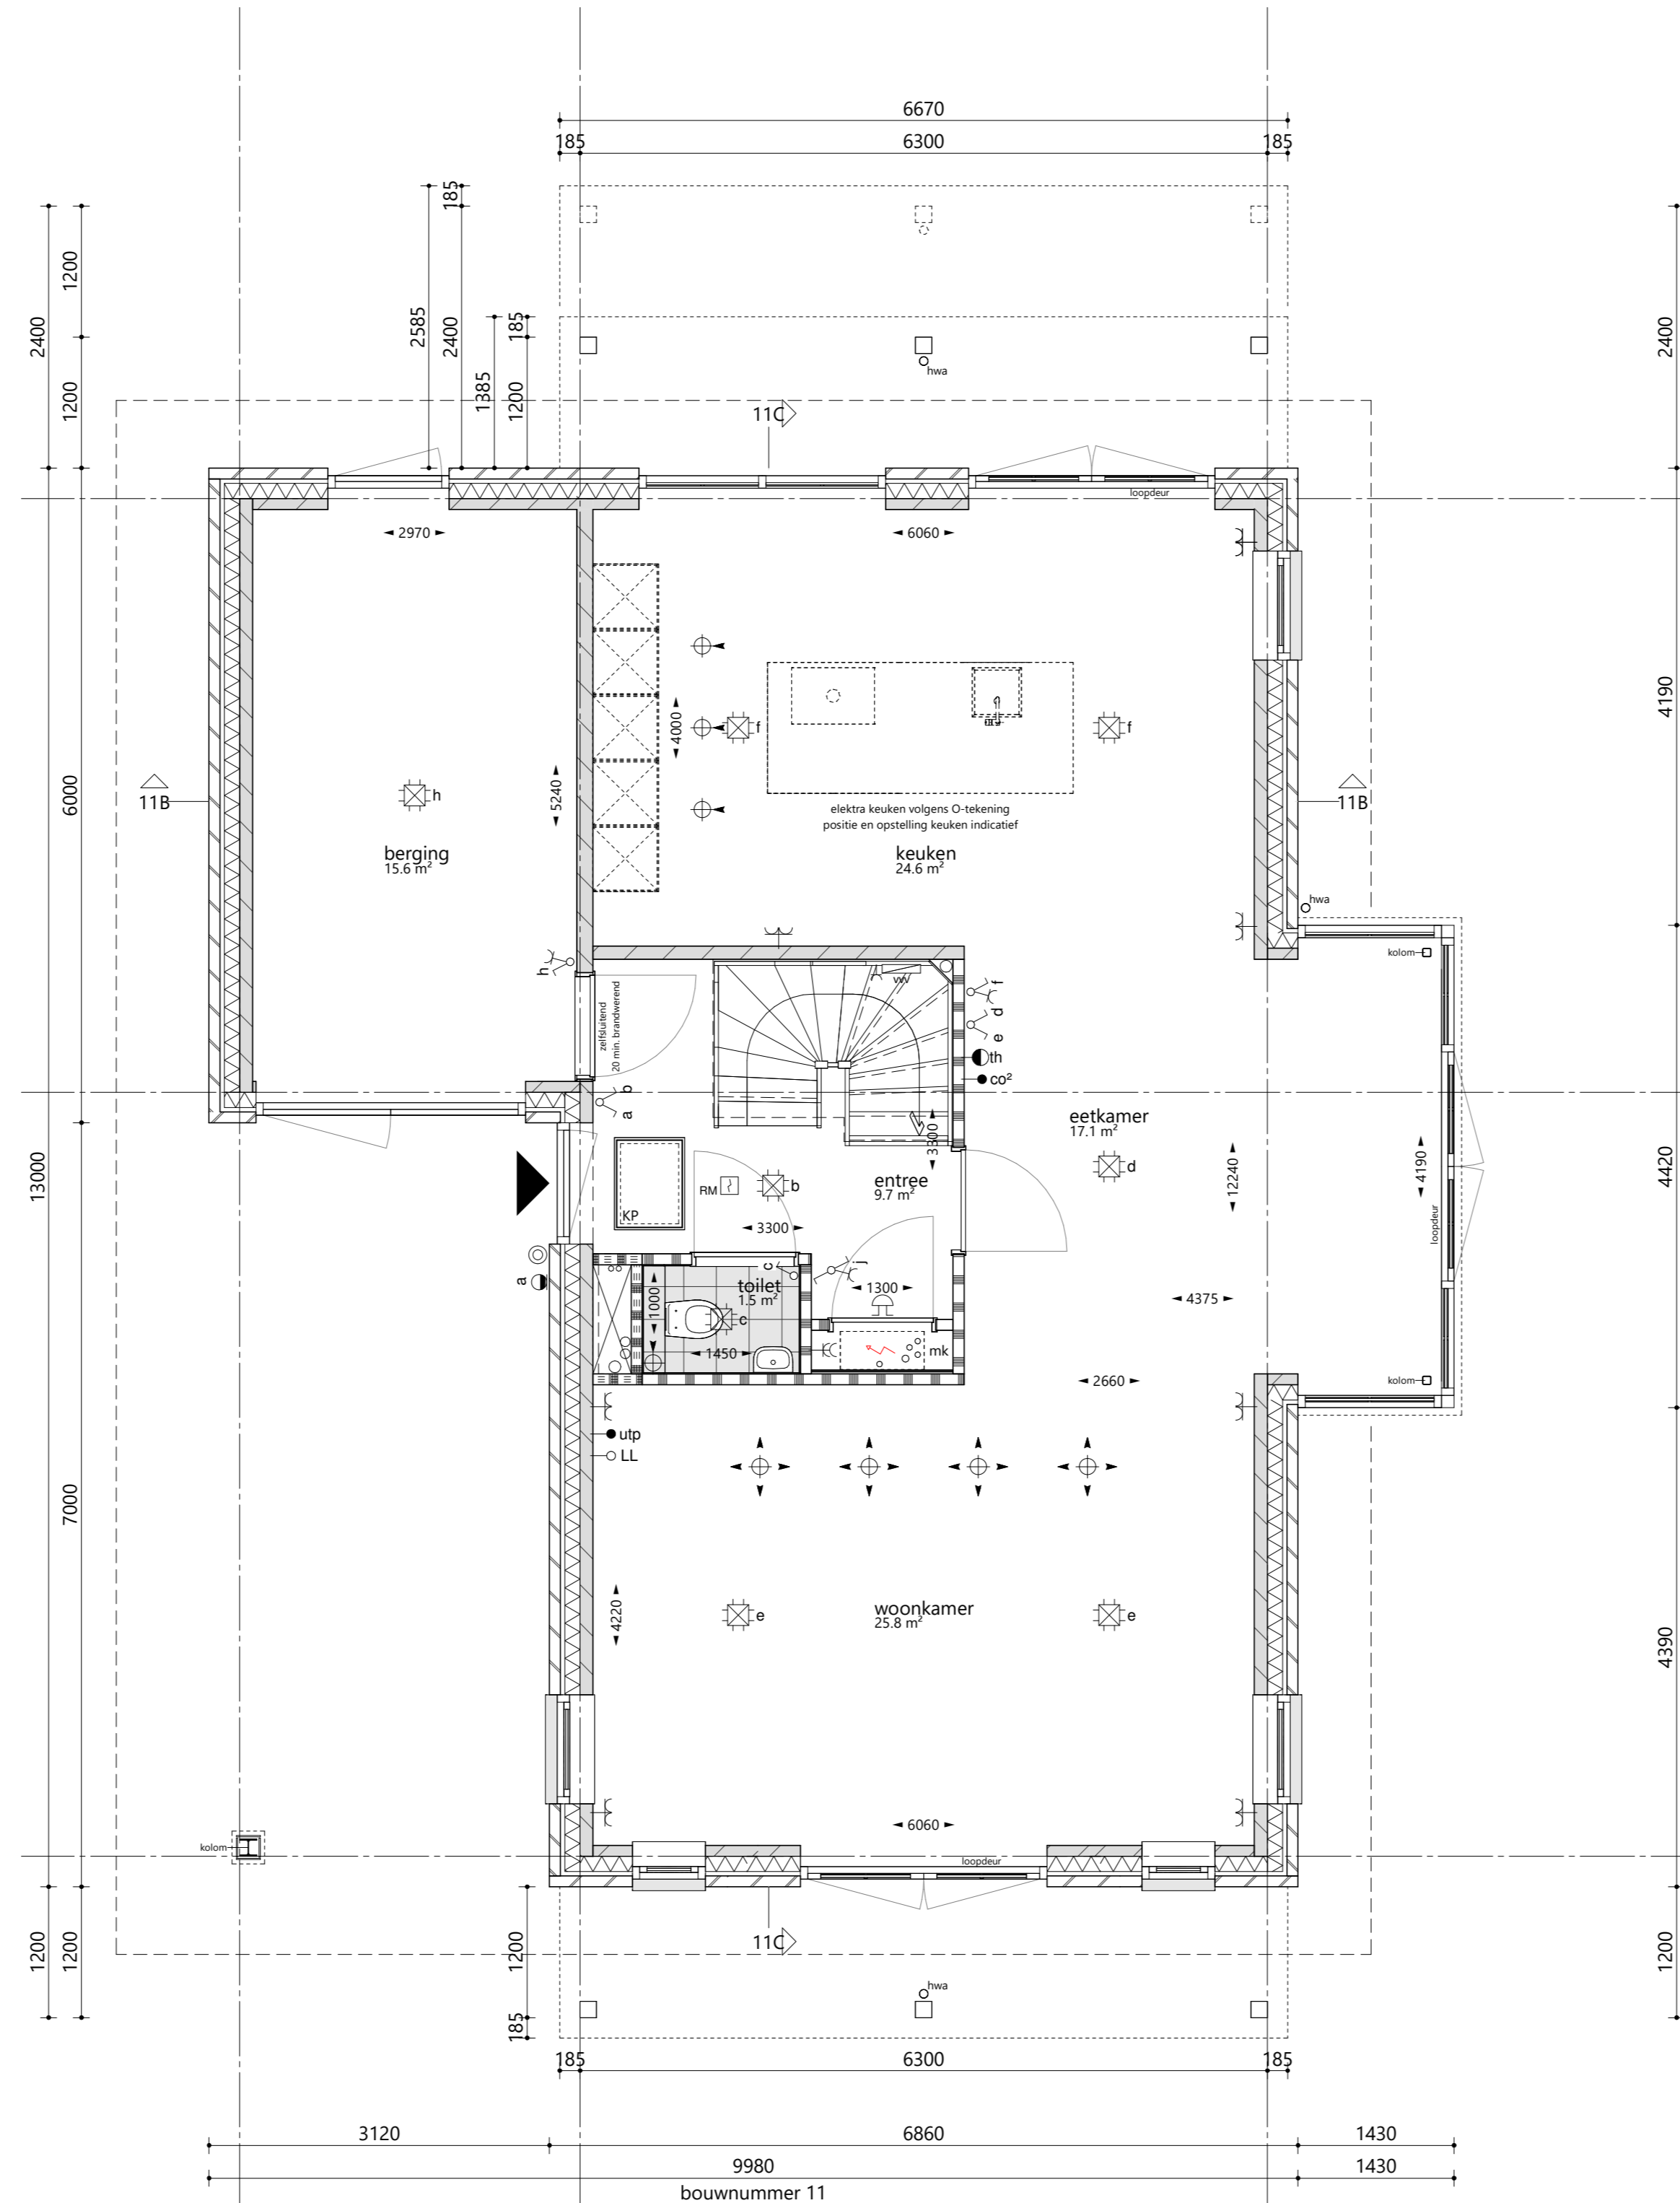 6670
185 6300 185
185
1200
2400
2585
2400
185
1385
1200
1200
2400
11C
hwa
loopdeur
2970
6060
4000
f
f
h
5240
6000
4190
11B
11B
elektra keuken volgens O-tekening
positie en opstelling keuken indicatief
berging
15.6 m²
keuken
24.6 m²
hwa
kolom
h
zelfsluitend
20 min. brandwerend
vw
f
d
e
th
co²
b
a
eetkamer
17.1 m²
3300
d
12240
4190
13000
4420
RM
b
entree
9.7 m²
KP
3300
loopdeur
a
c
j
toilet
1.5 m²
1000
1300
4375
c
1450
mk
2660
kolom
utp
LL
7000
4220
e
woonkamer
25.8 m²
e
4390
6060
kolom
loopdeur
1200
1200
1200
11C
1200
hwa
185
185 6300 185
3120 6860 1430
9980 1430
bouwnummer 11